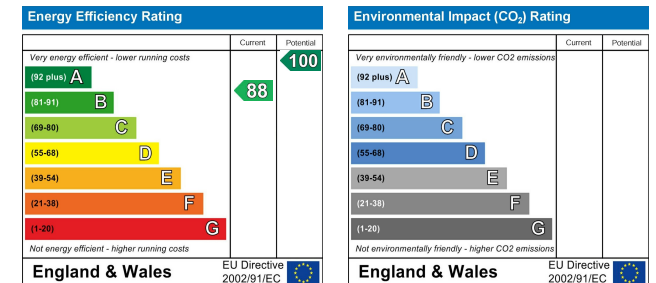 Energy Efficiency Rating
Current Potential
Very energy efficient - lower running costs
(92 plus) A
(81-91) B
(69-80) C
(55-68) D
(39-54) E
(21-38) F
(1-20) G
88
100
Not energy efficient - higher running costs
England & Wales
EU Directive
2002/91/EC
Environmental Impact (CO₂) Rating
Current Potential
Very environmentally friendly - lower CO2 emissions
(92 plus) A
(81-91) B
(69-80) C
(55-68) D
(39-54) E
(21-38) F
(1-20) G
Not environmentally friendly - higher CO2 emissions
England & Wales
EU Directive
2002/91/EC